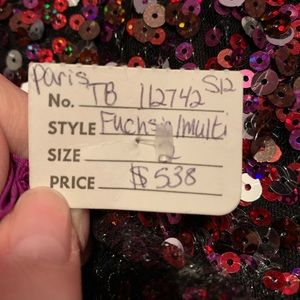 Paris
No. TB 112742 S12
STYLE Fuchsia/multi
SIZE
PRICE $538